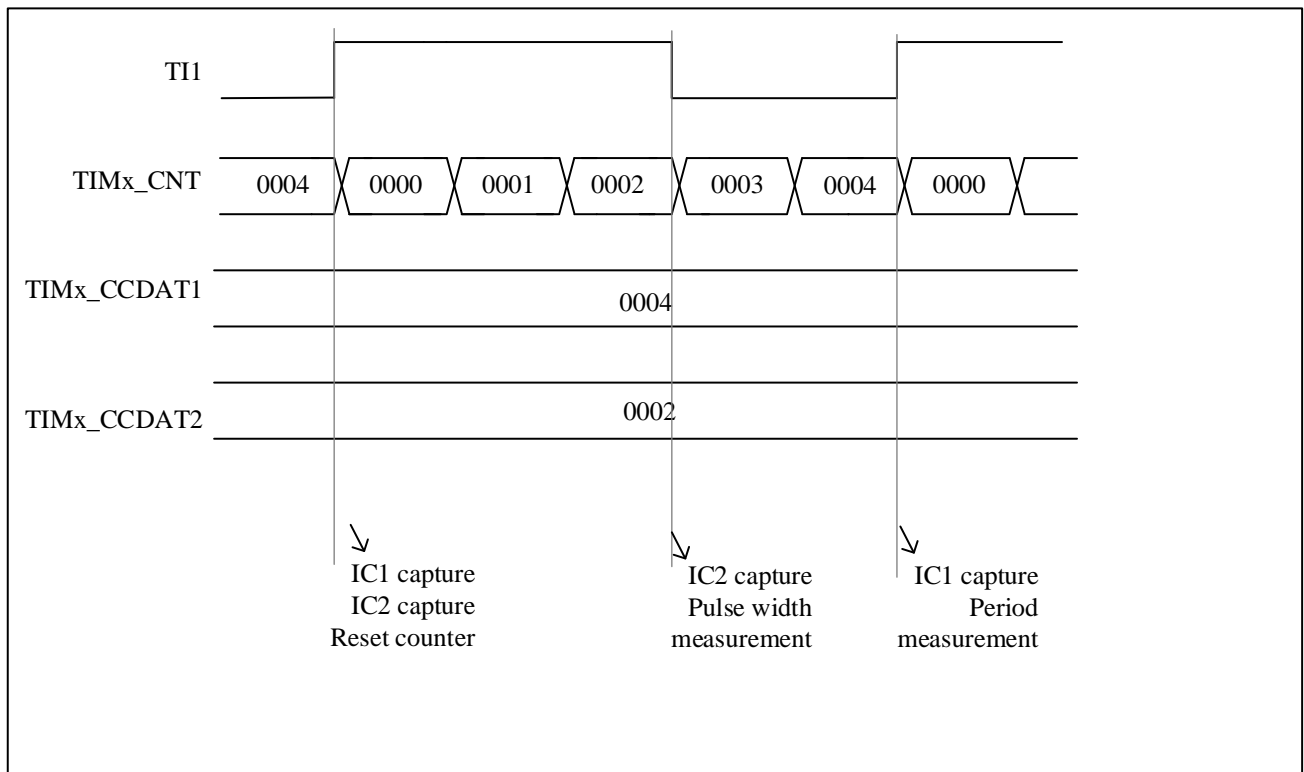 TI1
TIMx_CNT
0004 0000 0001 0002 0003 0004 0000
TIMx_CCDAT1
0004
TIMx_CCDAT2
0002
IC1 capture
IC2 capture
Reset counter
IC2 capture
Pulse width
measurement
IC1 capture
Period
measurement